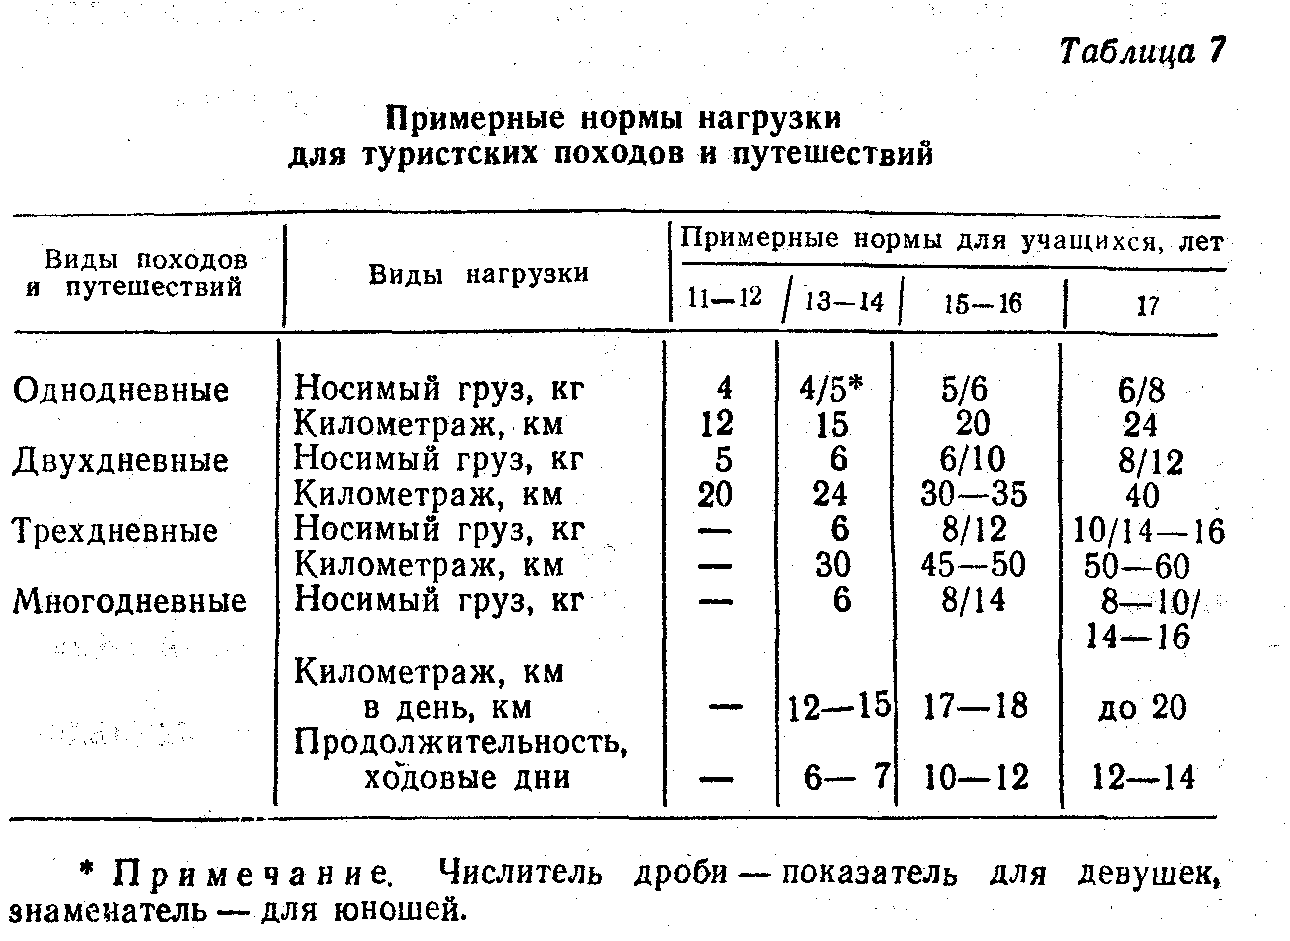 Таблица 7
Примерные нормы нагрузки
для туристских походов и путешествий
Виды походов
и путешествий
Виды нагрузки
Примерные нормы для учащихся, лет
11—12 13—14 15—16 17
Однодневные Носимый груз, кг 4 4/5* 5/6 6/8
Километраж, км 12 15 20 24
Двухдневные Носимый груз, кг 5 6 6/10 8/12
Километраж, км 20 24 30—35 40
Трехдневные Носимый груз, кг — 6 8/12 10/14—16
Километраж, км — 30 45—50 50—60
Многодневные Носимый груз, кг — 6 8/14 8—10/
14—16
Километраж, км
в день, км — 12—15 17—18 до 20
Продолжительность,
ходовые дни — 6— 7 10—12 12—14
* Примечание. Числитель дроби — показатель для девушек,
знаменатель — для юношей.